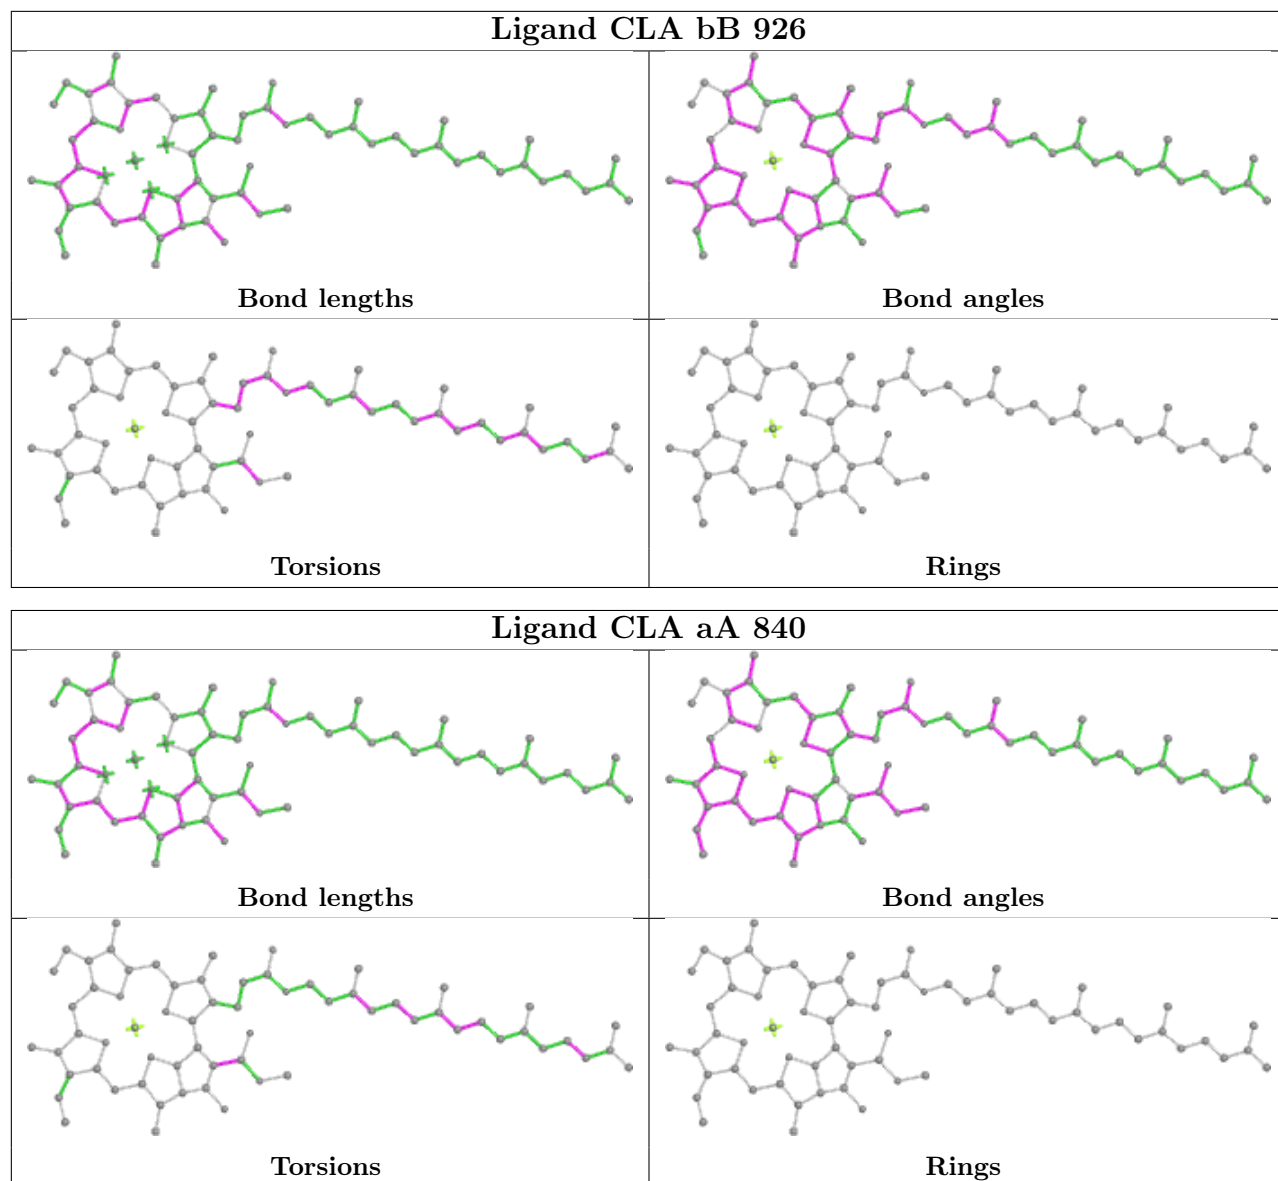 Ligand CLA bB 926
Bond lengths
Bond angles
Torsions
Rings
Ligand CLA aA 840
Bond lengths
Bond angles
Torsions
Rings